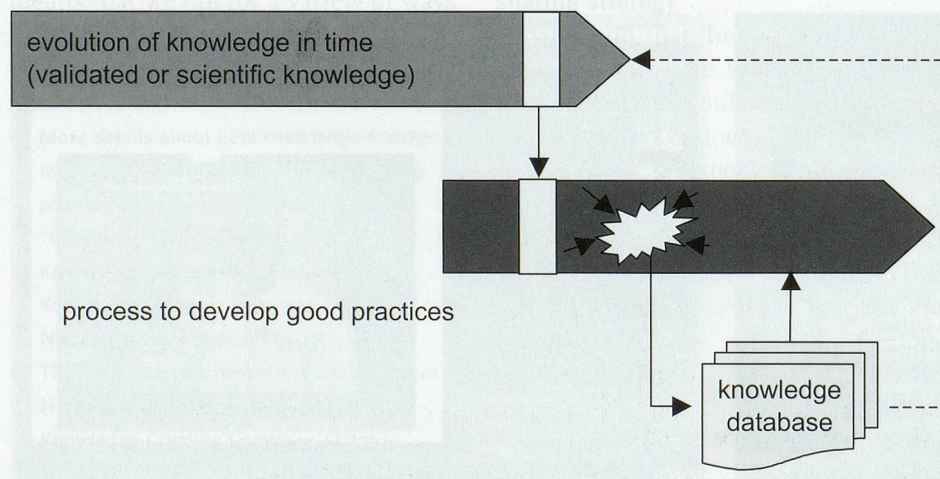 evolution of knowledge in time
(validated or scientific knowledge)
process to develop good practices
knowledge
database